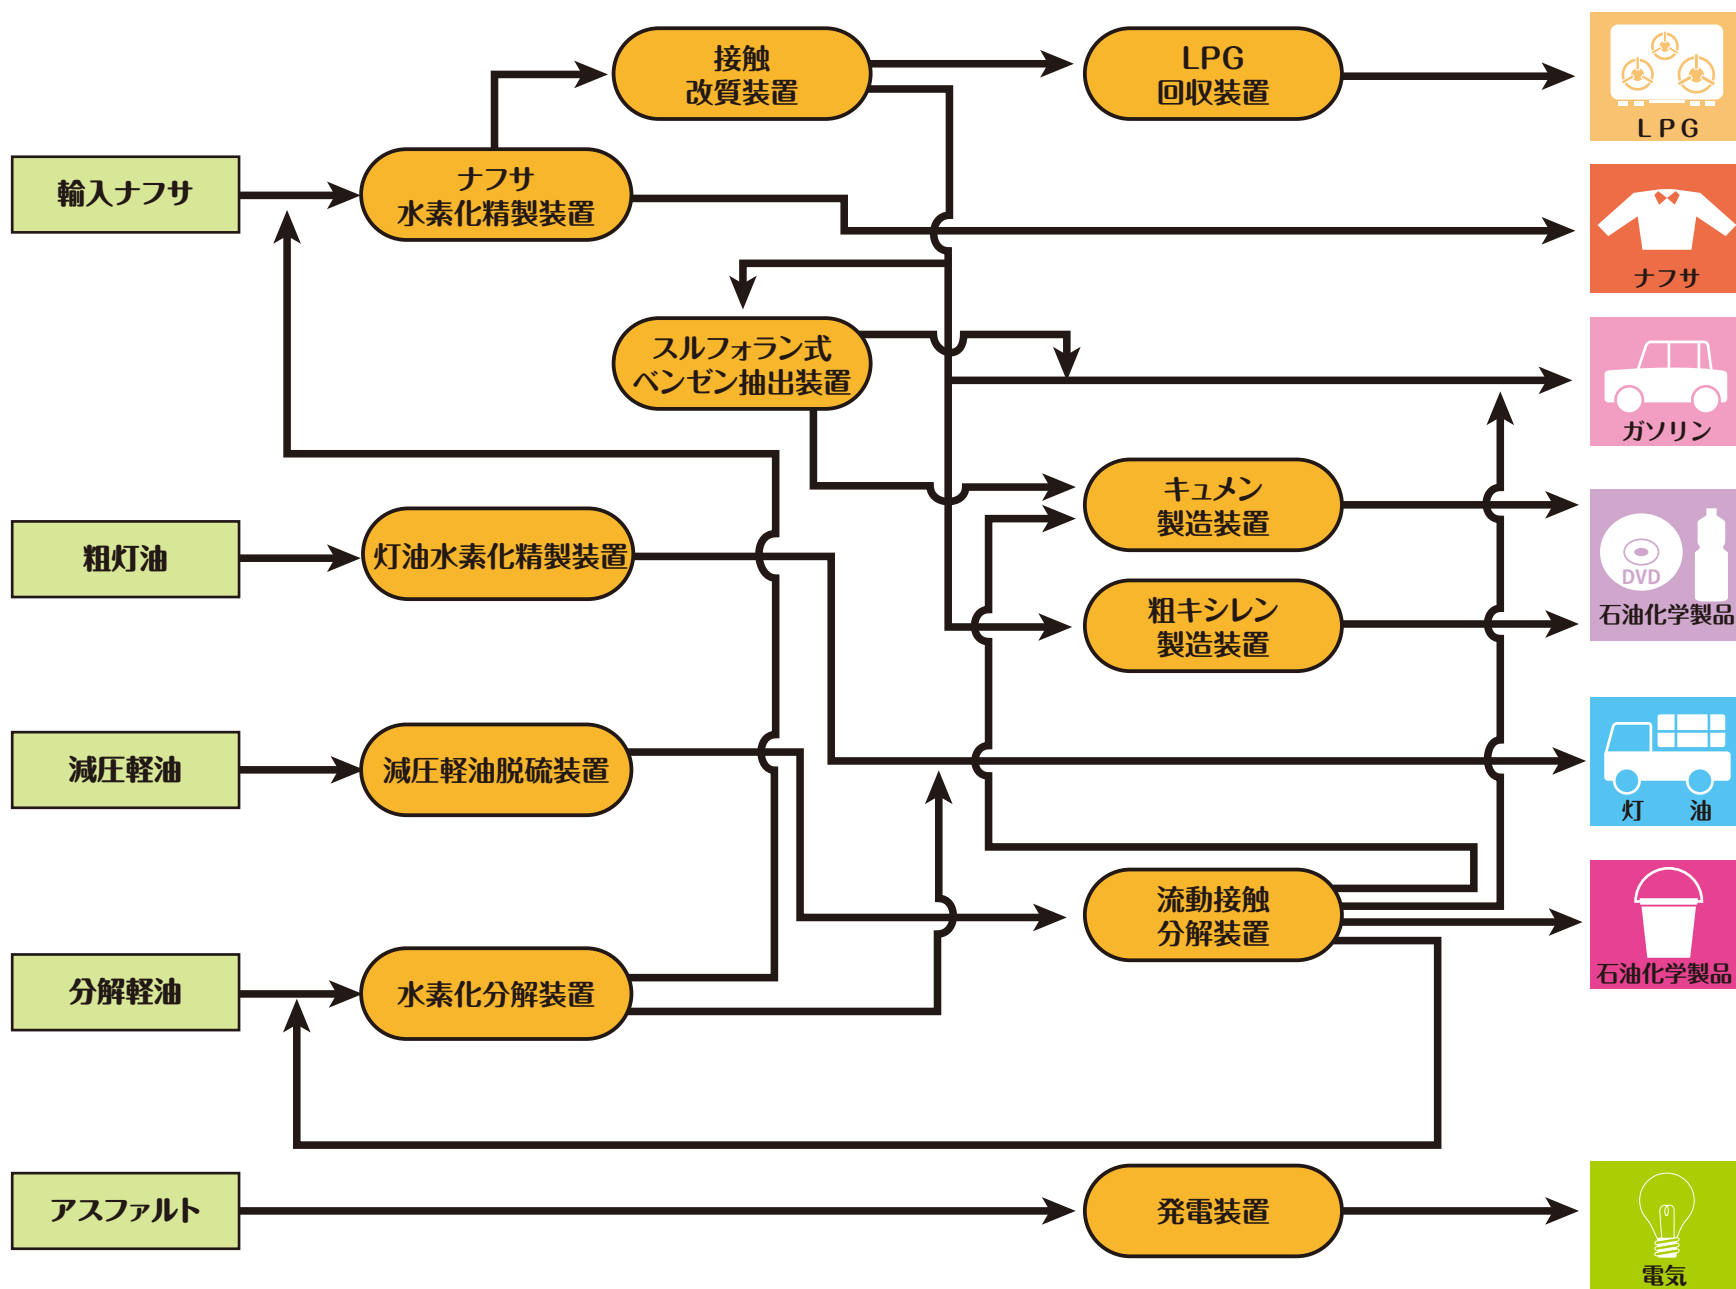 接触
改質装置
LPG
回収装置
LPG
輸入ナフサ
ナフサ
水素化精製装置
ナフサ
スルフォラン式
ベンゼン抽出装置
ガソリン
キュメン
製造装置
DVD
石油化学製品
粗灯油
灯油水素化精製装置
粗キシレン
製造装置
減圧軽油
減圧軽油脱硫装置
灯 油
流動接触
分解装置
石油化学製品
分解軽油
水素化分解装置
アスファルト
発電装置
電気